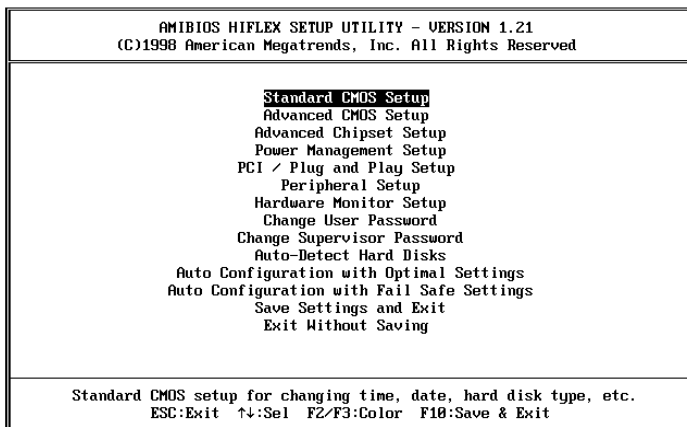 AMIBIOS HIFLEX SETUP UTILITY - VERSION 1.21
(C)1998 American Megatrends, Inc. All Rights Reserved
Standard CMOS Setup
Advanced CMOS Setup
Advanced Chipset Setup
Power Management Setup
PCI / Plug and Play Setup
Peripheral Setup
Hardware Monitor Setup
Change User Password
Change Supervisor Password
Auto-Detect Hard Disks
Auto Configuration with Optimal Settings
Auto Configuration with Fail Safe Settings
Save Settings and Exit
Exit Without Saving
Standard CMOS setup for changing time, date, hard disk type, etc.
ESC:Exit ↑↓:Sel F2/F3:Color F10:Save & Exit